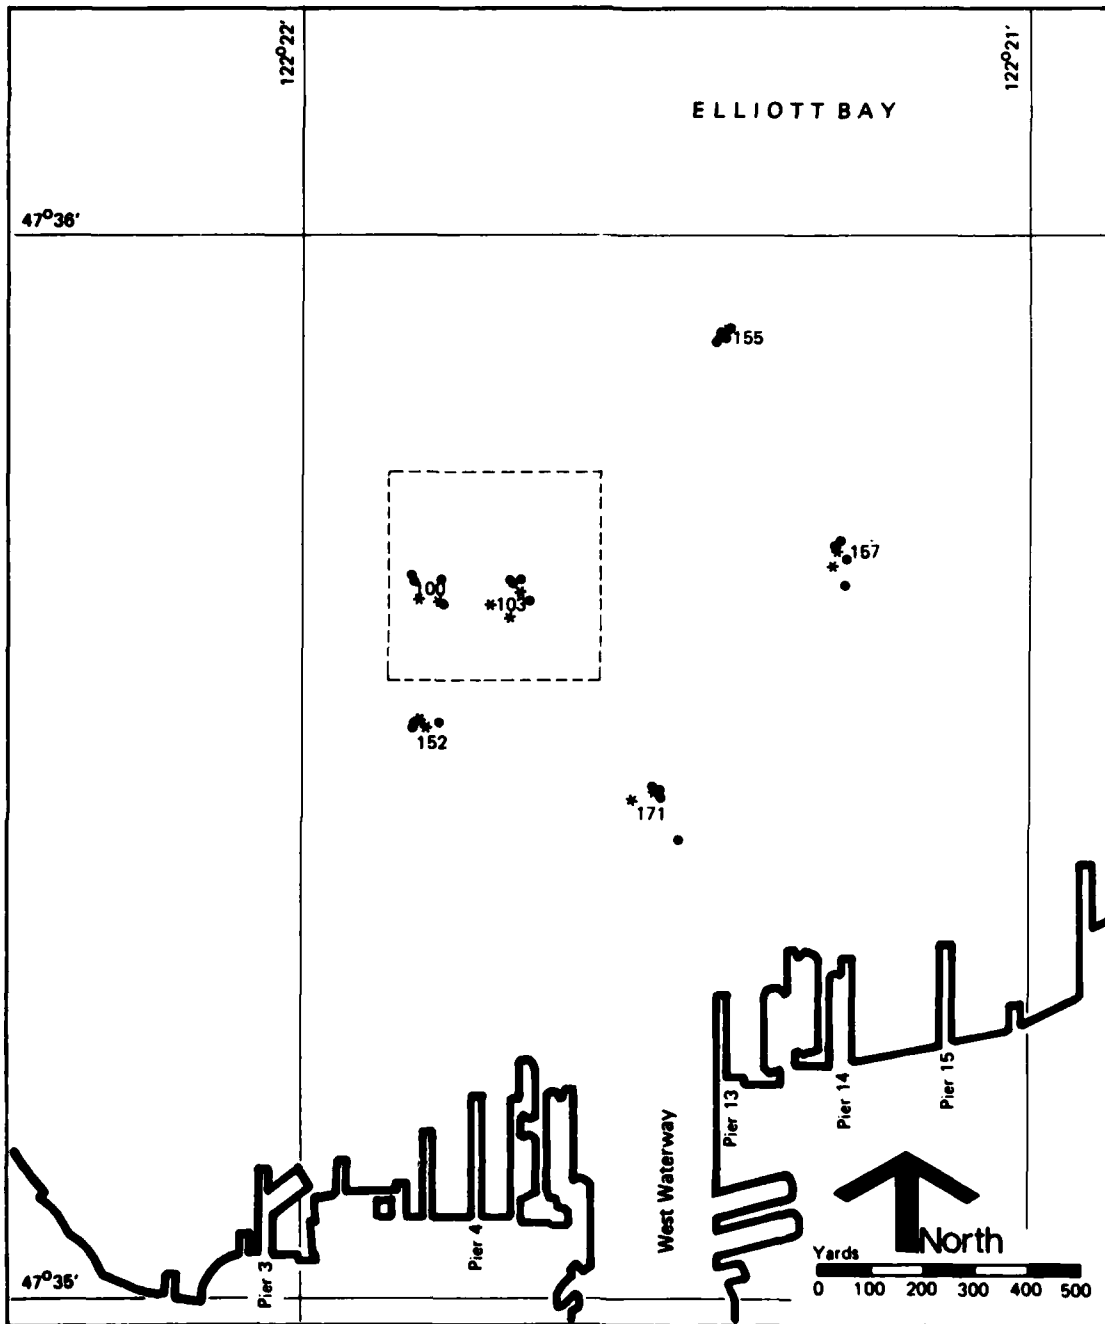 122°22'
122°21'
ELLIOTT BAY
47°36'
155
157
100
103
152
171
Pier 13
Pier 14
Pier 15
West Waterway
Pier 4
Pier 3
North
Yards
47°35'
0 100 200 300 400 500